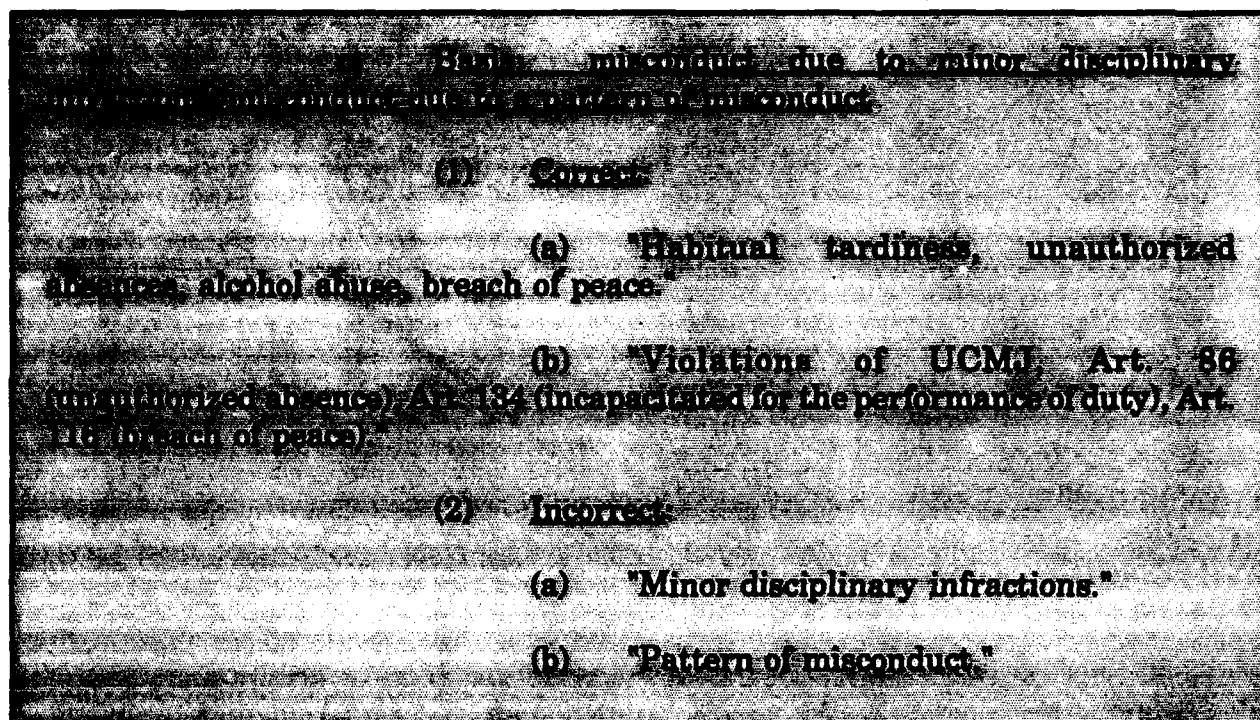 Basis: misconduct due to minor disciplinary
misconduct due to a pattern of misconduct
(1) Correct:
(a) "Habitual tardiness, unauthorized
absences, alcohol abuse, breach of peace."
(b) "Violations of UCMJ, Art. 86
(unauthorized absence), Art. 134 (incapacitated for the performance of duty), Art.
116 (breach of peace)."
(2) Incorrect:
(a) "Minor disciplinary infractions."
(b) "Pattern of misconduct."